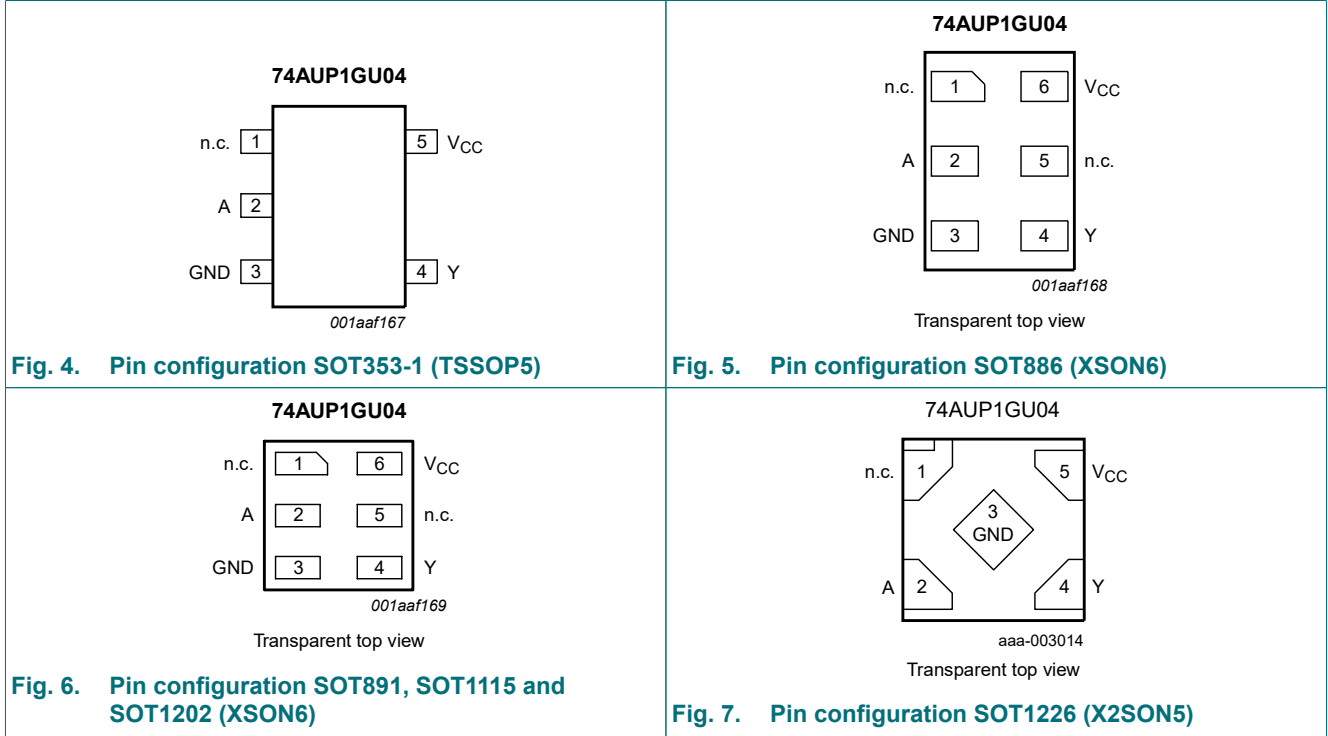 74AUP1GU04
n.c. 1
5 VCC
A 2
GND 3
4 Y
001aaf167
Fig. 4. Pin configuration SOT353-1 (TSSOP5)
74AUP1GU04
n.c. 1 6 VCC
A 2 5 n.c.
GND 3 4 Y
001aaf168
Transparent top view
Fig. 5. Pin configuration SOT886 (XSON6)
74AUP1GU04
n.c. 1 6 VCC
A 2 5 n.c.
GND 3 4 Y
001aaf169
Transparent top view
Fig. 6. Pin configuration SOT891, SOT1115 and
SOT1202 (XSON6)
74AUP1GU04
n.c. 1 5 VCC
3
GND
A 2 4 Y
aaa-003014
Transparent top view
Fig. 7. Pin configuration SOT1226 (X2SON5)